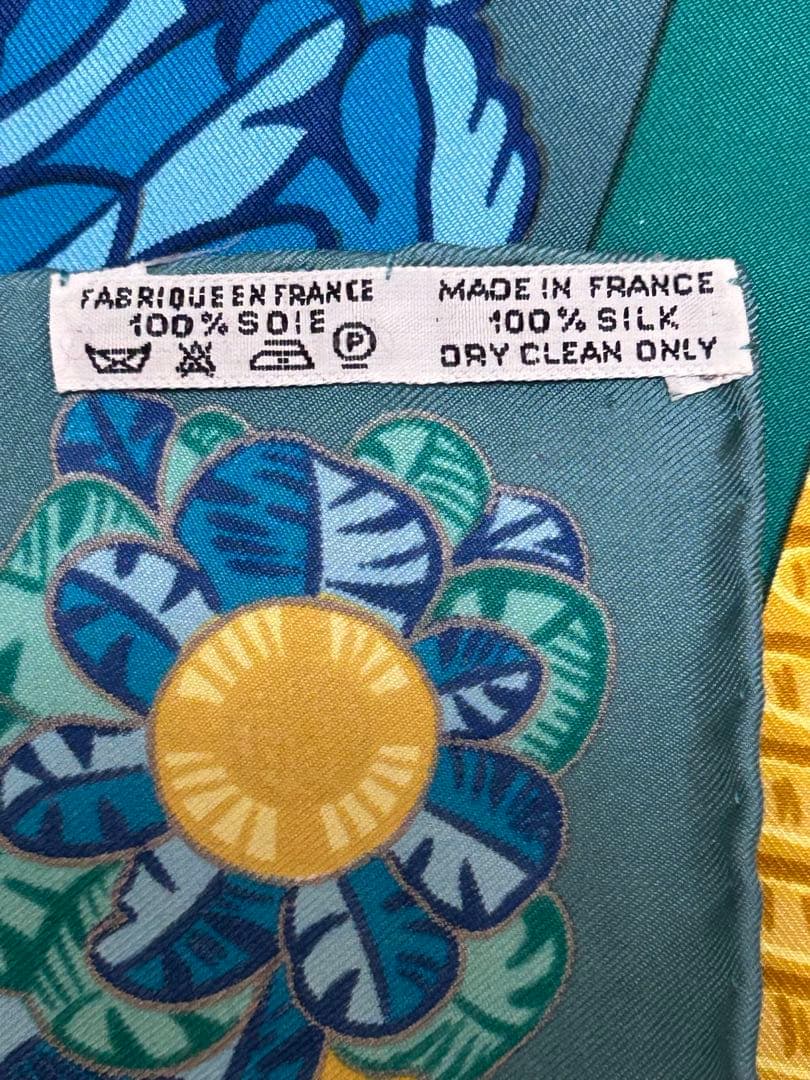 FABRIQUE EN FRANCE
100% SOIE
P
MADE IN FRANCE
100% SILK
DRY CLEAN ONLY